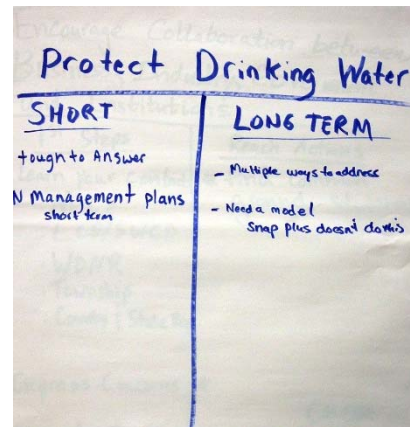 Protect Drinking Water
SHORT
tough to Answer
N Management plans
short term
LONG TERM
- Multiple ways to address
- Need a model
Snap plus doesn't do this